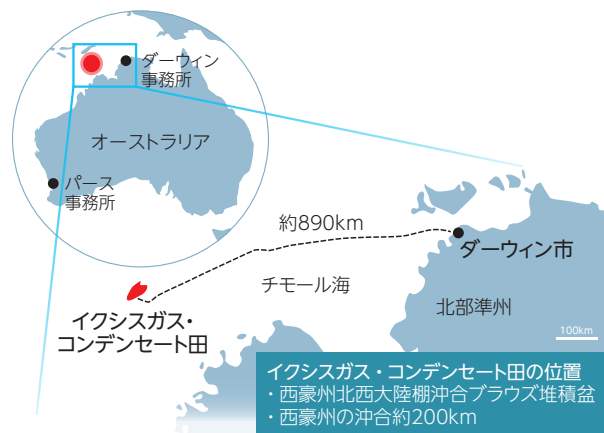 ダーウィン
事務所
オーストラリア
パース
事務所
約890km
ダーウィン市
チモール海
イクシスガス・
コンデンセート田
北部準州
100km
イクシスガス・コンデンセート田の位置
・西豪州北西大陸棚沖合ブラウズ堆積盆
・西豪州の沖合約200km